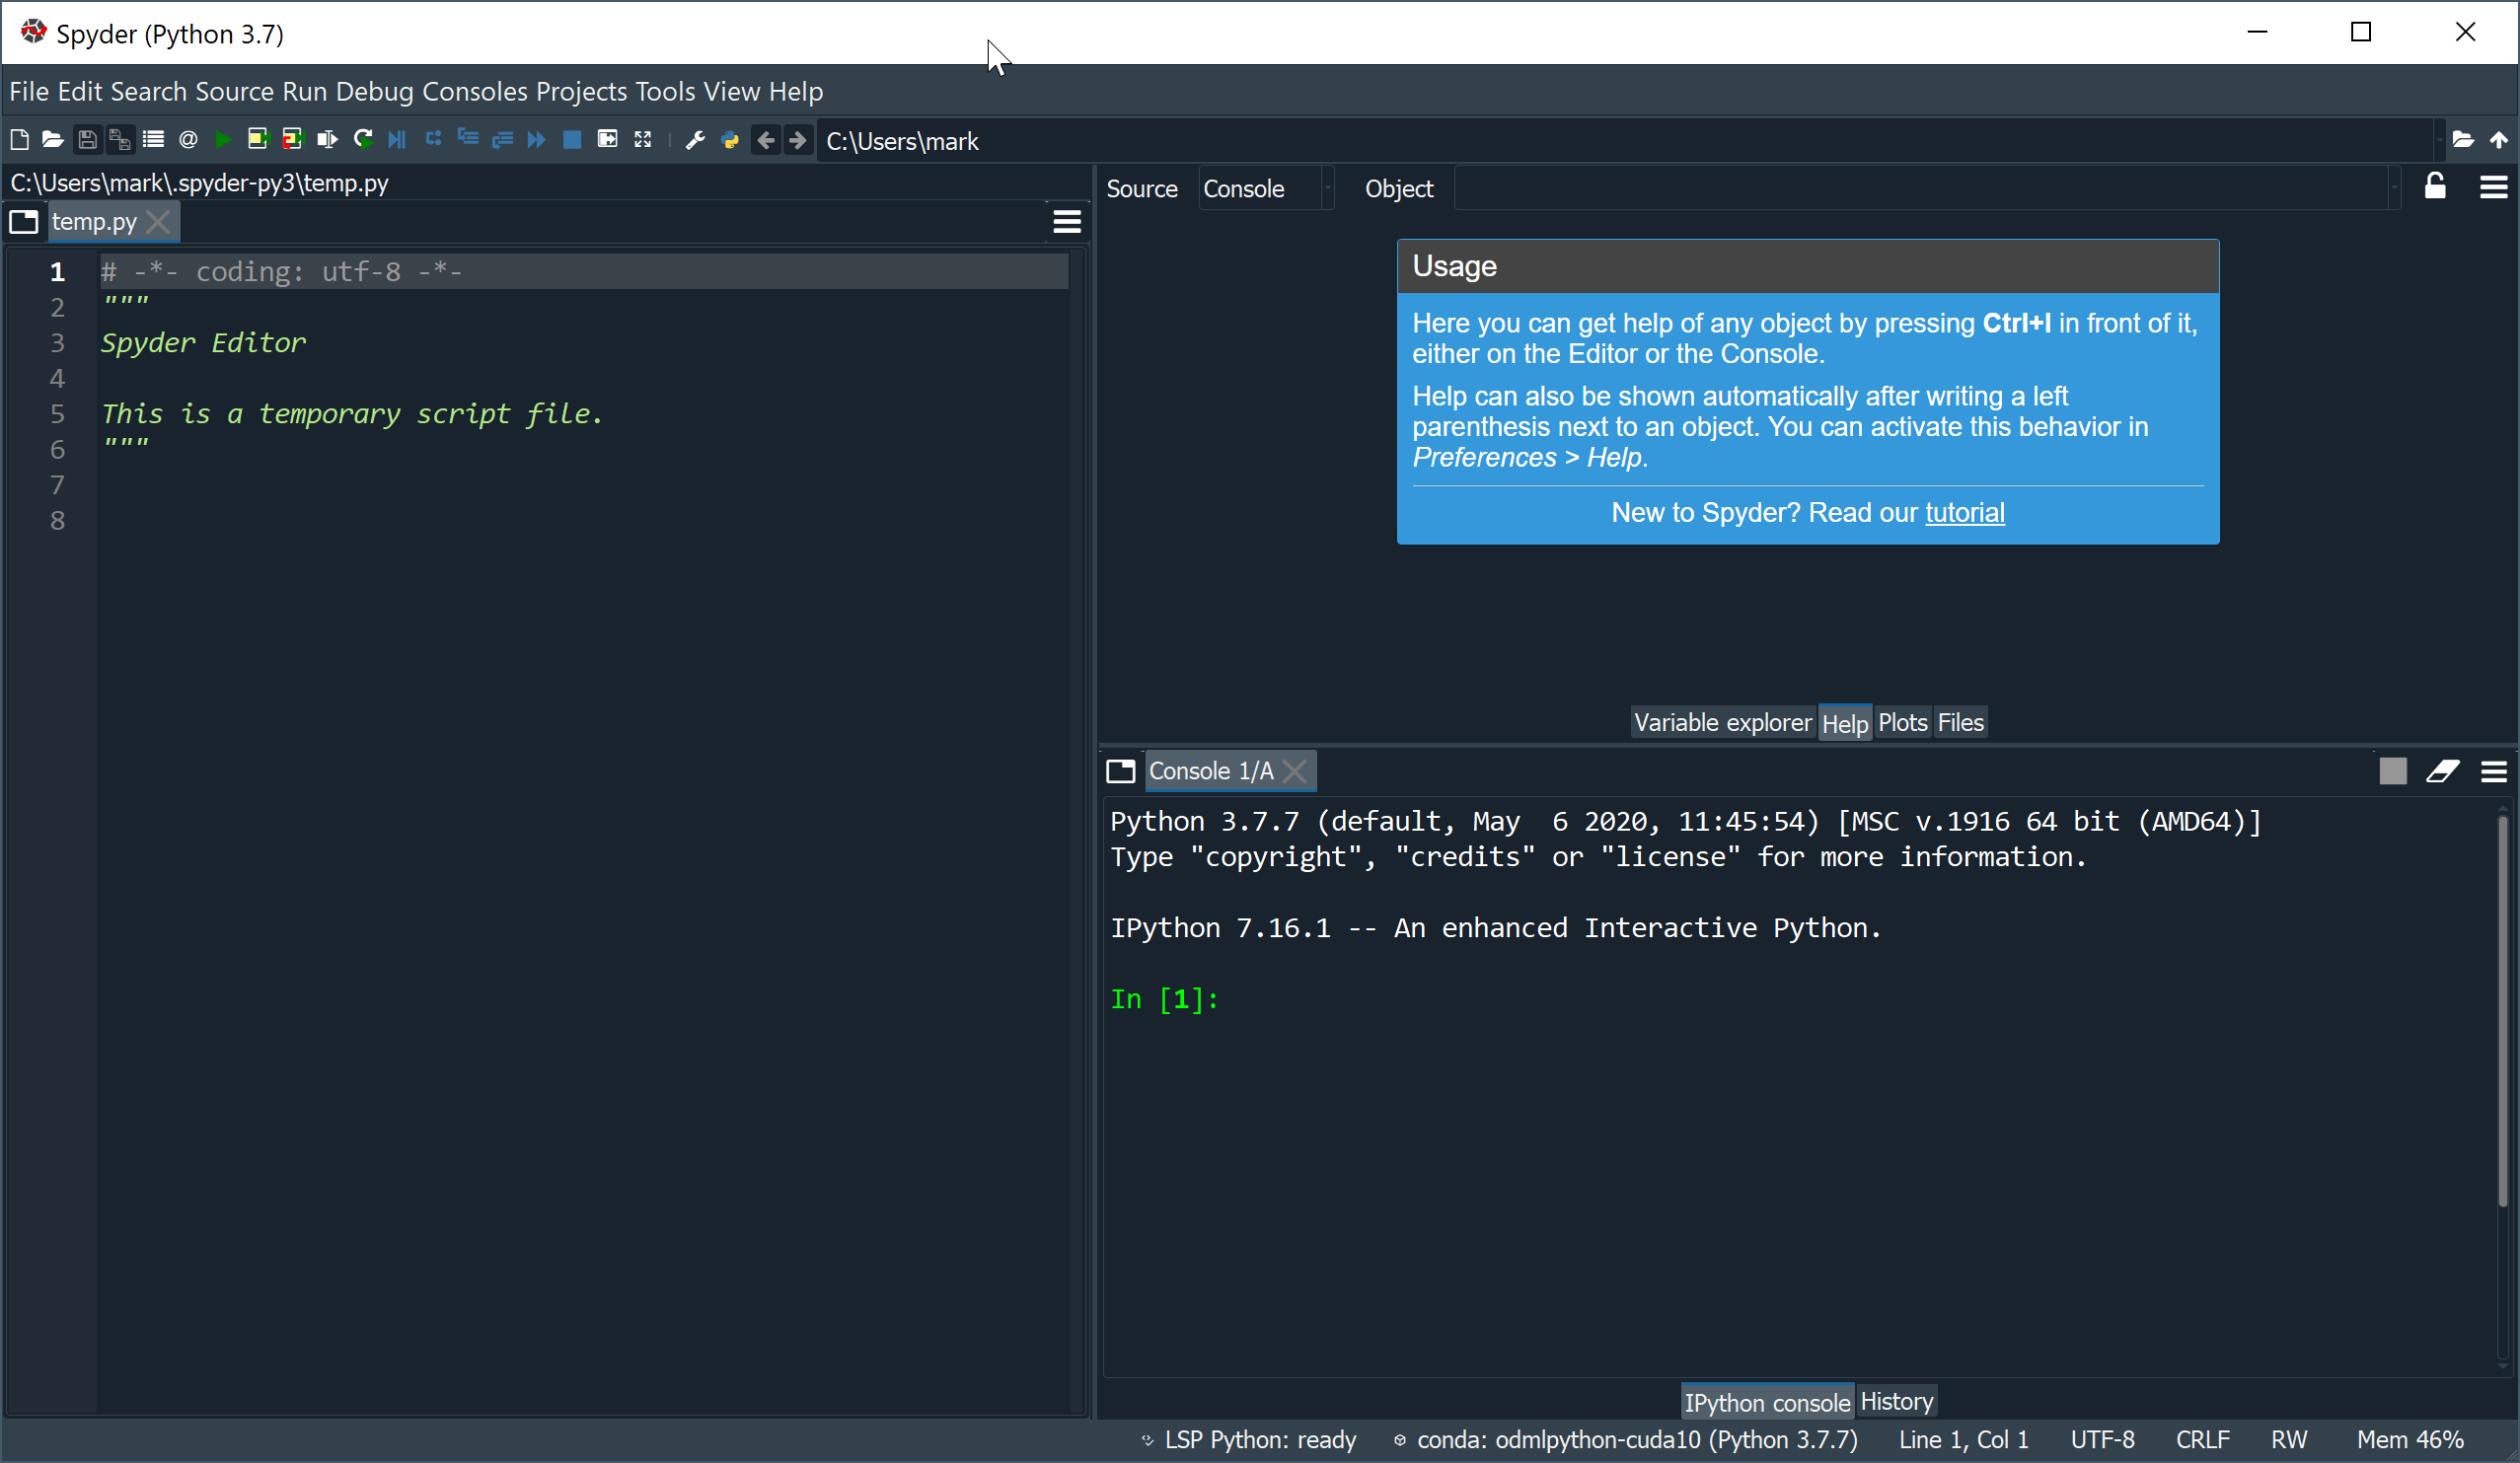 Spyder (Python 3.7)
File Edit Search Source Run Debug Consoles Projects Tools View Help
C:\Users\mark
C:\Users\mark\.spyder-py3\temp.py
temp.py
1 # -*- coding: utf-8 -*-
2 """
3 Spyder Editor
4
5 This is a temporary script file.
6 """
7
8
Source Console Object
Usage
Here you can get help of any object by pressing Ctrl+I in front of it,
either on the Editor or the Console.
Help can also be shown automatically after writing a left
parenthesis next to an object. You can activate this behavior in
Preferences > Help.
New to Spyder? Read our tutorial
Variable explorer Help Plots Files
Console 1/A
Python 3.7.7 (default, May  6 2020, 11:45:54) [MSC v.1916 64 bit (AMD64)]
Type "copyright", "credits" or "license" for more information.
IPython 7.16.1 -- An enhanced Interactive Python.
In [1]:
IPython console History
LSP Python: ready conda: odmlpython-cuda10 (Python 3.7.7) Line 1, Col 1 UTF-8 CRLF RW Mem 46%